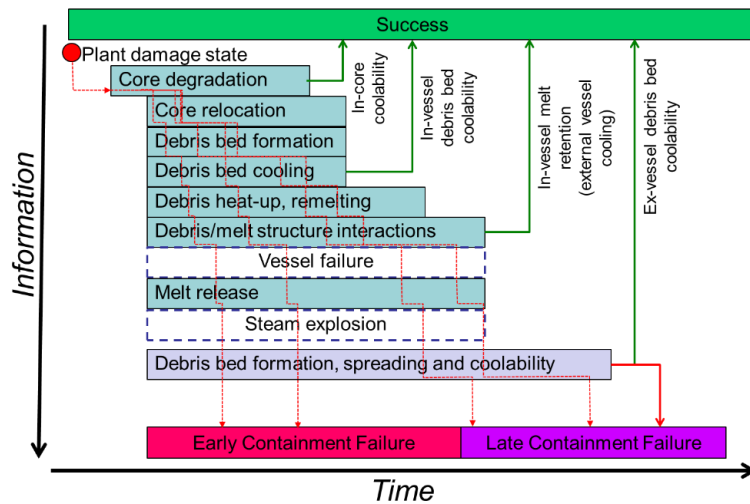 Success
Plant damage state
Core degradation
Core relocation
Debris bed formation
Debris bed cooling
Debris heat-up, remelting
Debris/melt structure interactions
Vessel failure
Melt release
Steam explosion
Debris bed formation, spreading and coolability
Early Containment Failure
Late Containment Failure
In-core
coolability
In-vessel
debris bed
coolability
In-vessel melt
retention
(external vessel
cooling)
Ex-vessel debris bed
coolability
Information
Time